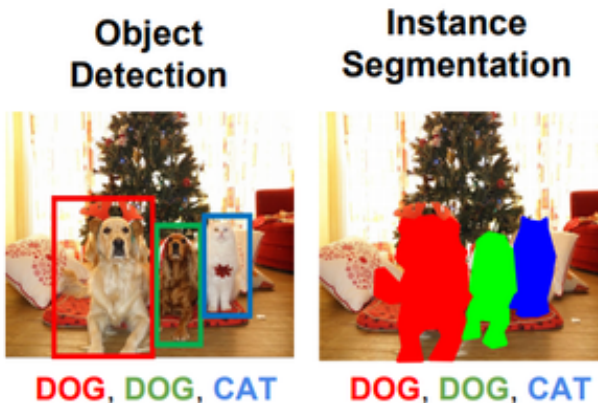 Object
Detection
Instance
Segmentation
DOG, DOG, CAT
DOG, DOG, CAT